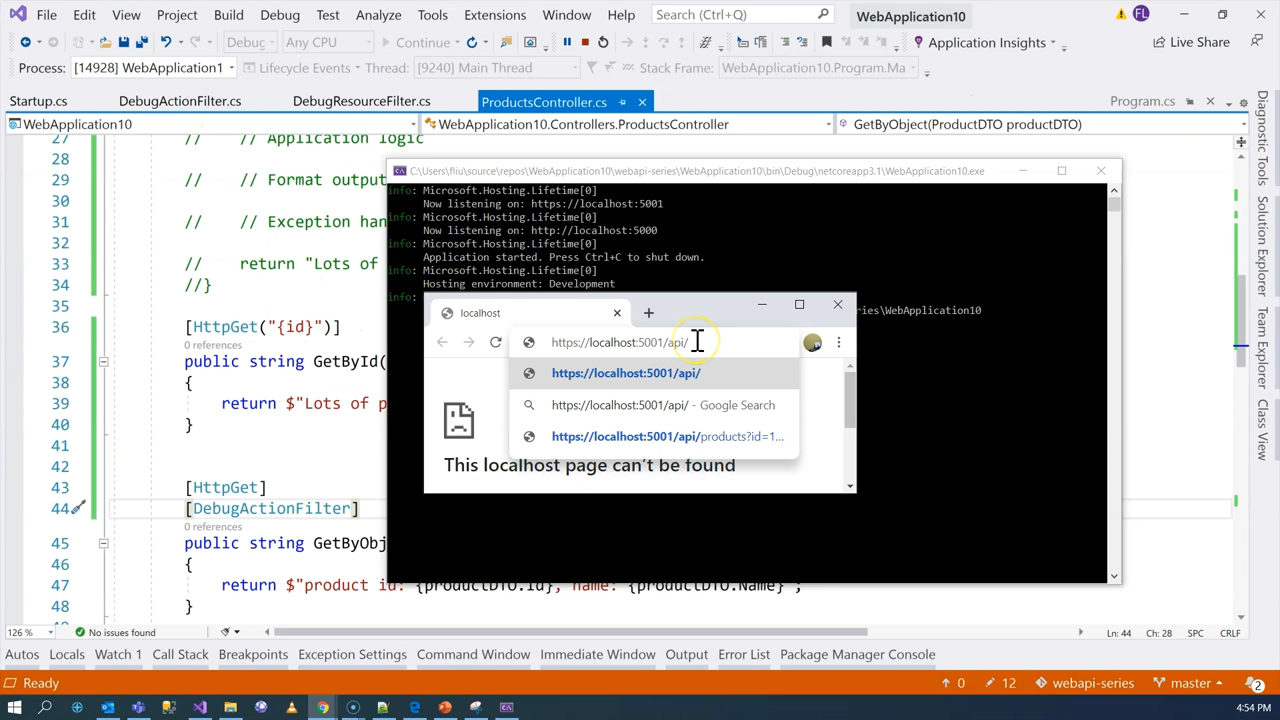 File Edit View Project Build Debug Test Analyze Tools Extensions Window Help Search (Ctrl+Q) WebApplication10 FL
Debug Any CPU Continue Application Insights Live Share
Process: [14928] WebApplication1 Lifecycle Events Thread: [9240] Main Thread Stack Frame: WebApplication10.Program.Ma
Startup.cs DebugActionFilter.cs DebugResourceFilter.cs ProductsController.cs Program.cs
WebApplication10 WebApplication10.Controllers.ProductsController GetByObject(ProductDTO productDTO)
27 // // Application logic
28
29 // // Format output
30
31 // // Exception han
32
33 // return "Lots of
34 //}
35
36 [HttpGet("{id}")]
0 references
37 public string GetById(
38 {
39 return $"Lots of p
40 }
41
42
43 [HttpGet]
44 [DebugActionFilter]
0 references
45 public string GetByObj
46 {
47 return $"product id: {productDTO.Id}, name: {productDTO.Name}";
48 }
C:\Users\fliu\source\repos\WebApplication10\webapi-series\WebApplication10\bin\Debug\netcoreapp3.1\WebApplication10.exe
info: Microsoft.Hosting.Lifetime[0]
Now listening on: https://localhost:5001
info: Microsoft.Hosting.Lifetime[0]
Now listening on: http://localhost:5000
info: Microsoft.Hosting.Lifetime[0]
Application started. Press Ctrl+C to shut down.
info: Microsoft.Hosting.Lifetime[0]
Hosting environment: Development
info:
ries\WebApplication10
localhost
https://localhost:5001/api/
https://localhost:5001/api/
https://localhost:5001/api/ - Google Search
https://localhost:5001/api/products?id=1...
This localhost page can't be found
Diagnostic Tools
Solution Explorer
Team Explorer
Class View
126 % No issues found Ln: 44 Ch: 28 SPC CRLF
Autos Locals Watch 1 Call Stack Breakpoints Exception Settings Command Window Immediate Window Output Error List Package Manager Console
Ready 0 12 webapi-series master 2
4:54 PM